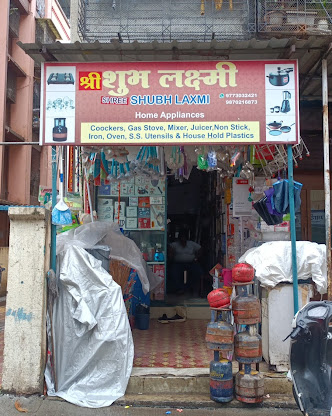 श्री शुभ लक्ष्मी
SHREE SHUBH LAXMI
9773032421
9870216873
Home Appliances
Coockers, Gas Stove, Mixer, Juicer,Non Stick,
Iron, Oven, S.S. Utensils & House Hold Plastics